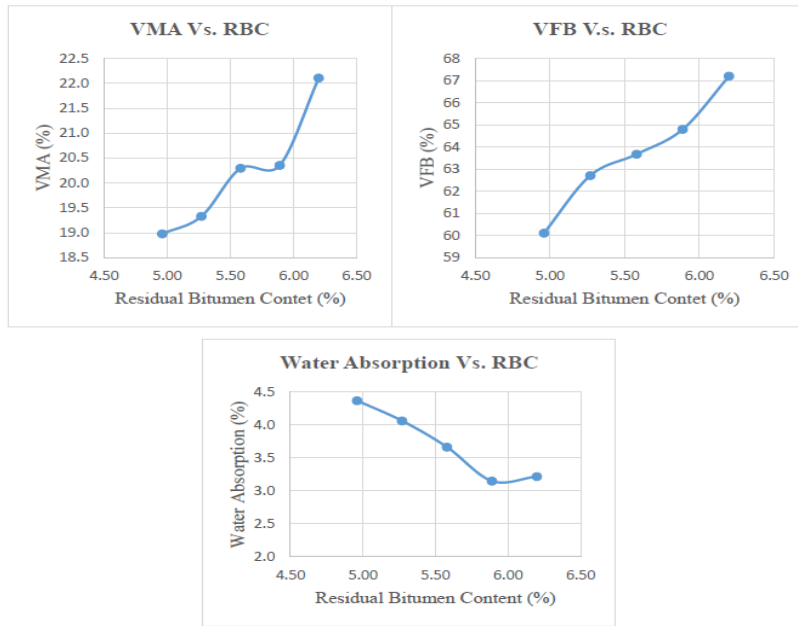 VMA Vs. RBC
22.5
22.0
21.5
21.0
20.5
20.0
19.5
19.0
18.5
VMA (%)
4.50 5.00 5.50 6.00 6.50
Residual Bitumen Contet (%)
VFB V.s. RBC
68
67
66
65
64
63
62
61
60
59
VFB (%)
4.50 5.00 5.50 6.00 6.50
Residual Bitumen Contet (%)
Water Absorption Vs. RBC
4.5
4.0
3.5
3.0
2.5
2.0
Water Absorption (%)
4.50 5.00 5.50 6.00 6.50
Residual Bitumen Content (%)